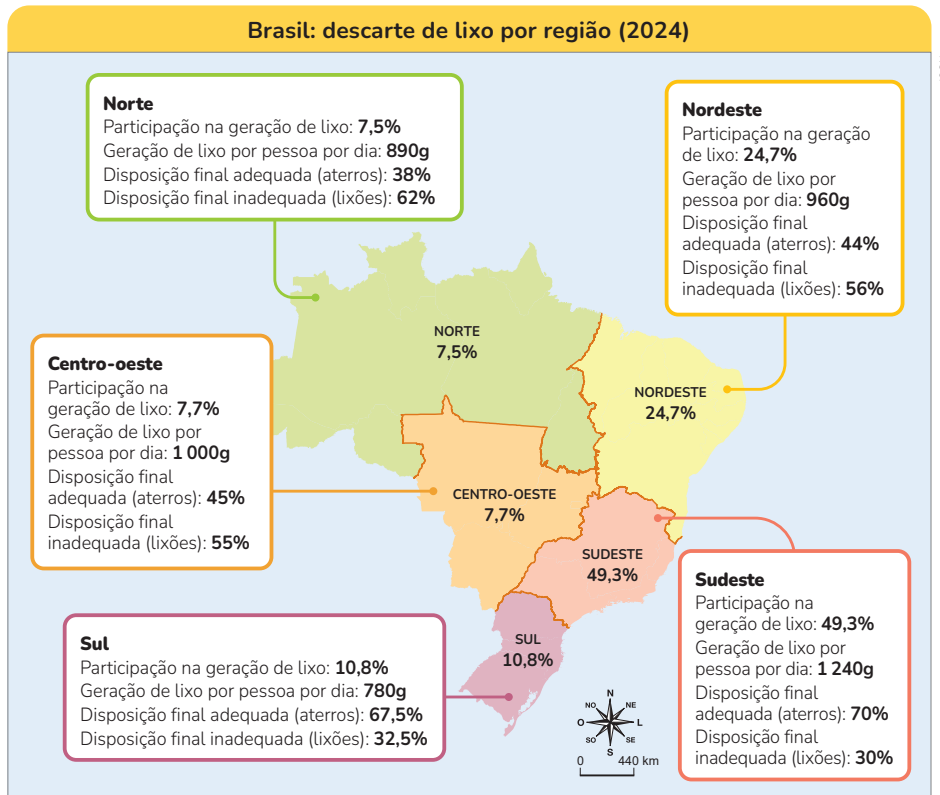 Brasil: descarte de lixo por região (2024)
Norte
Participação na geração de lixo: 7,5%
Geração de lixo por pessoa por dia: 890g
Disposição final adequada (aterros): 38%
Disposição final inadequada (lixões): 62%
Nordeste
Participação na geração
de lixo: 24,7%
Geração de lixo por
pessoa por dia: 960g
Disposição final
adequada (aterros): 44%
Disposição final
inadequada (lixões): 56%
NORTE
7,5%
NORDESTE
24,7%
Centro-oeste
Participação na
geração de lixo: 7,7%
Geração de lixo por
pessoa por dia: 1 000g
Disposição final
adequada (aterros): 45%
Disposição final
inadequada (lixões): 55%
CENTRO-OESTE
7,7%
SUDESTE
49,3%
Sudeste
Participação na
geração de lixo: 49,3%
Geração de lixo por
pessoa por dia: 1 240g
Disposição final
adequada (aterros): 70%
Disposição final
inadequada (lixões): 30%
Sul
Participação na geração de lixo: 10,8%
Geração de lixo por pessoa por dia: 780g
Disposição final adequada (aterros): 67,5%
Disposição final inadequada (lixões): 32,5%
SUL
10,8%
N
NO NE
O L
SO SE
S
0 440 km